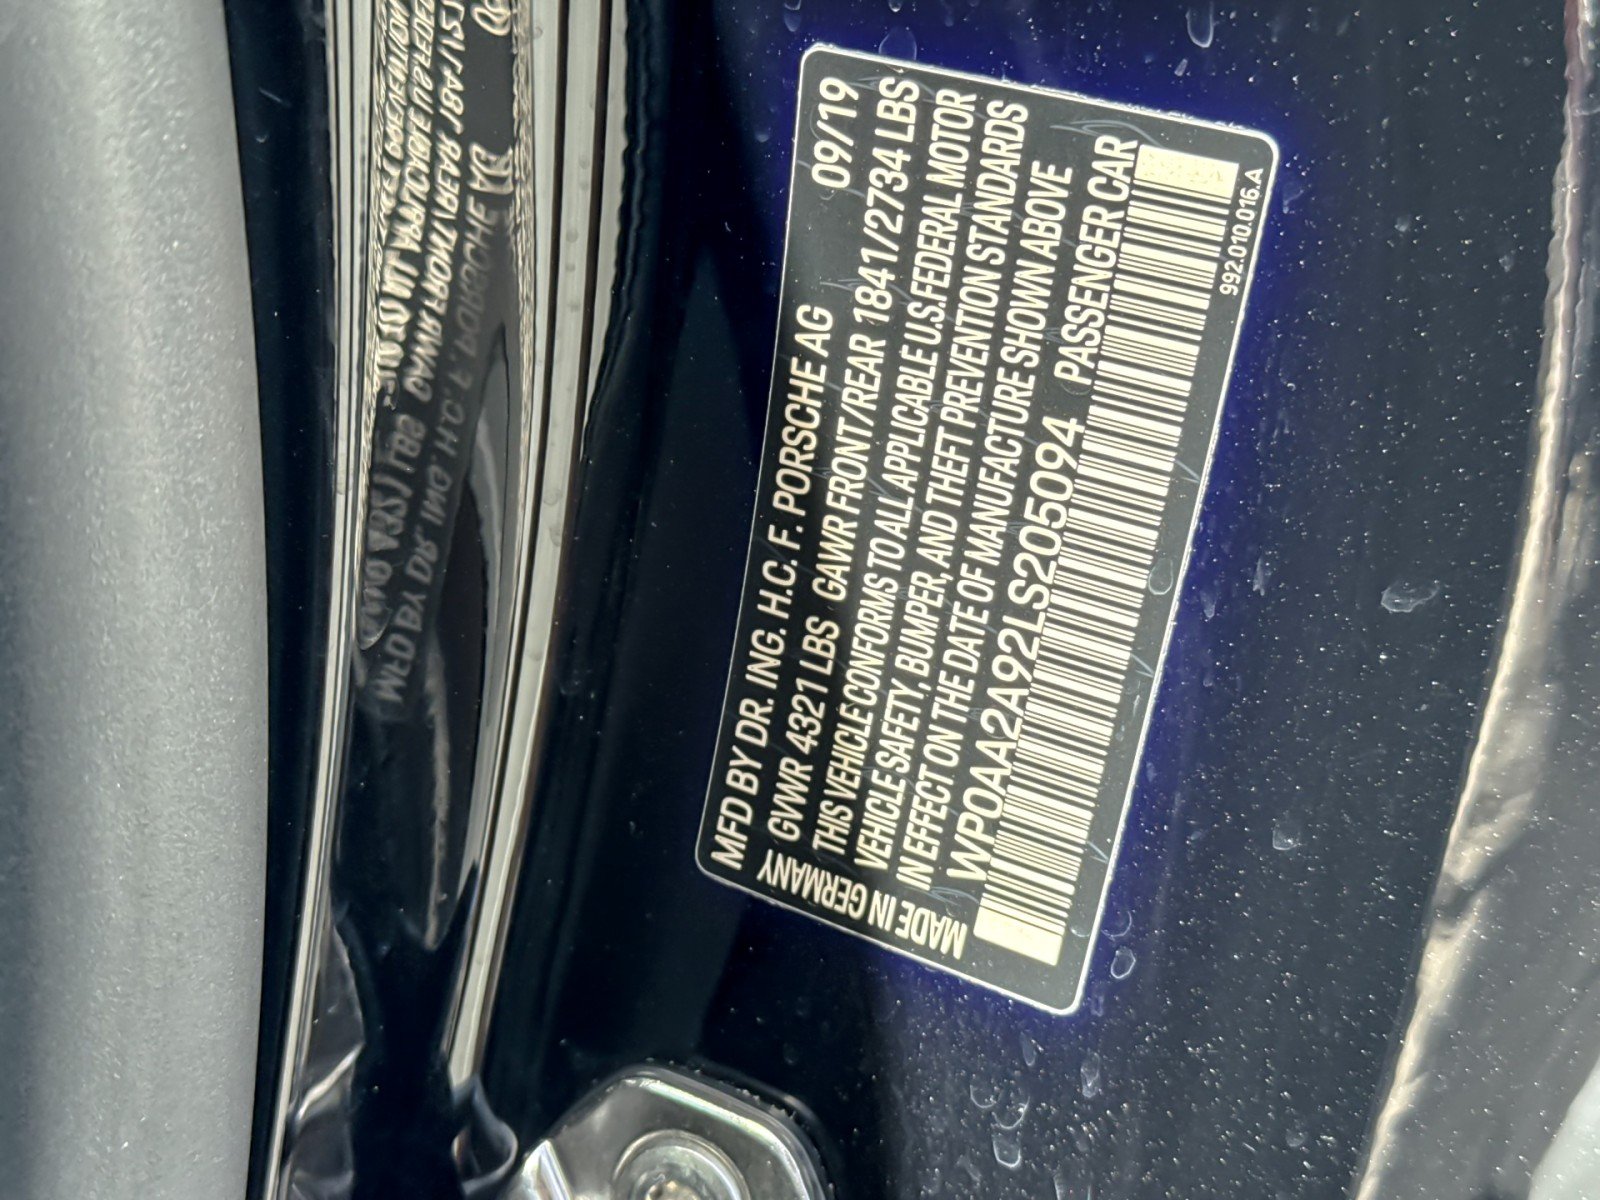 MFD BY DR. ING. H.C. F. PORSCHE AG 09/19
GVWR 4321 LBS GAWR FRONT/REAR 1841/2734 LBS
THIS VEHICLE CONFORMS TO ALL APPLICABLE U.S. FEDERAL MOTOR
VEHICLE SAFETY, BUMPER, AND THEFT PREVENTION STANDARDS
IN EFFECT ON THE DATE OF MANUFACTURE SHOWN ABOVE
WP0AA2A92LS205094 PASSENGER CAR
MADE IN GERMANY
992.010.016.A